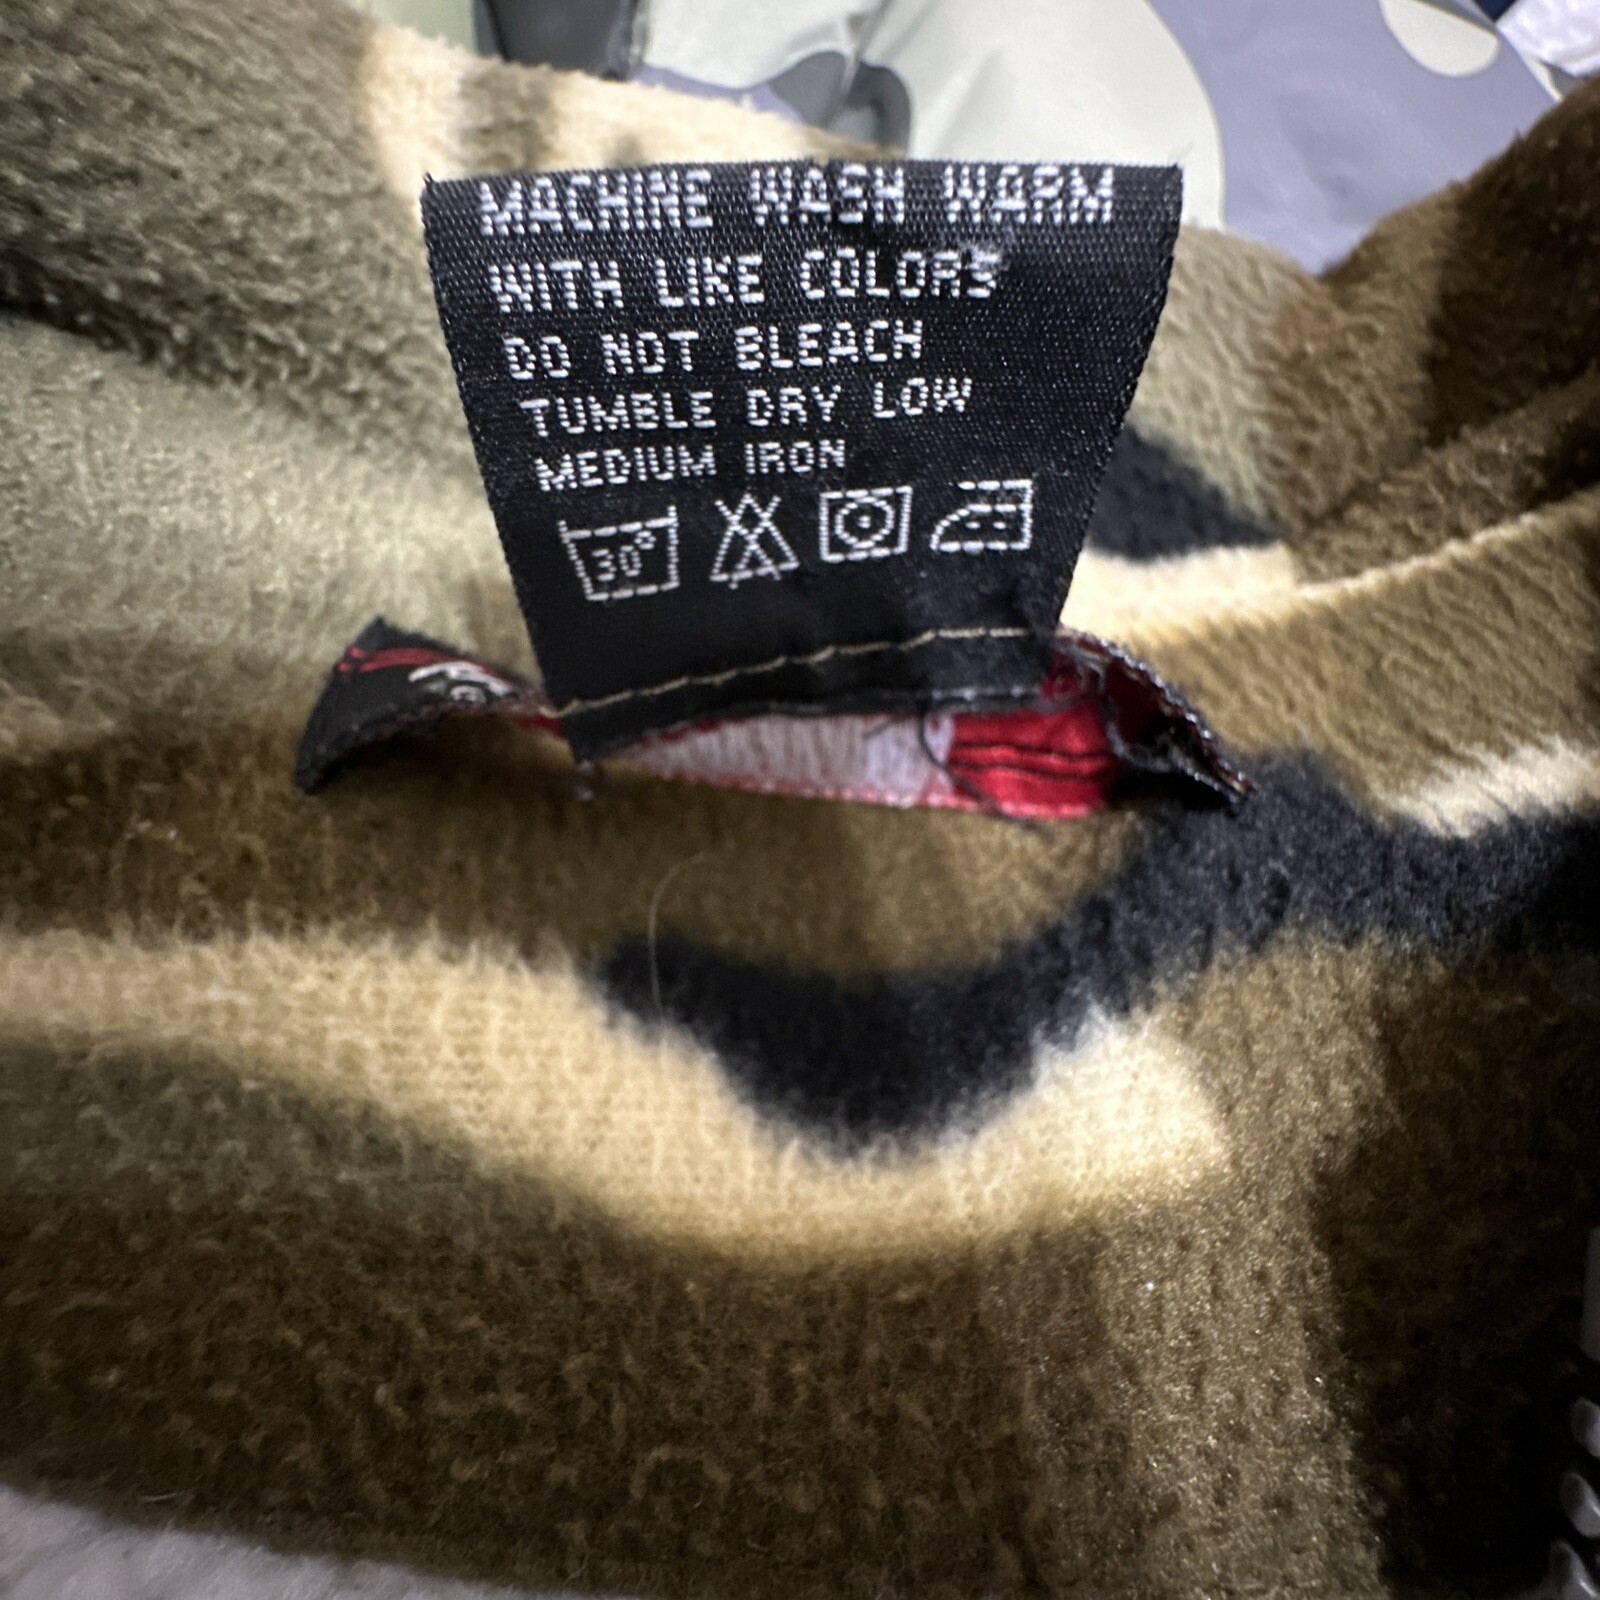 MACHINE WASH WARM
WITH LIKE COLORS
DO NOT BLEACH
TUMBLE DRY LOW
MEDIUM IRON
30°